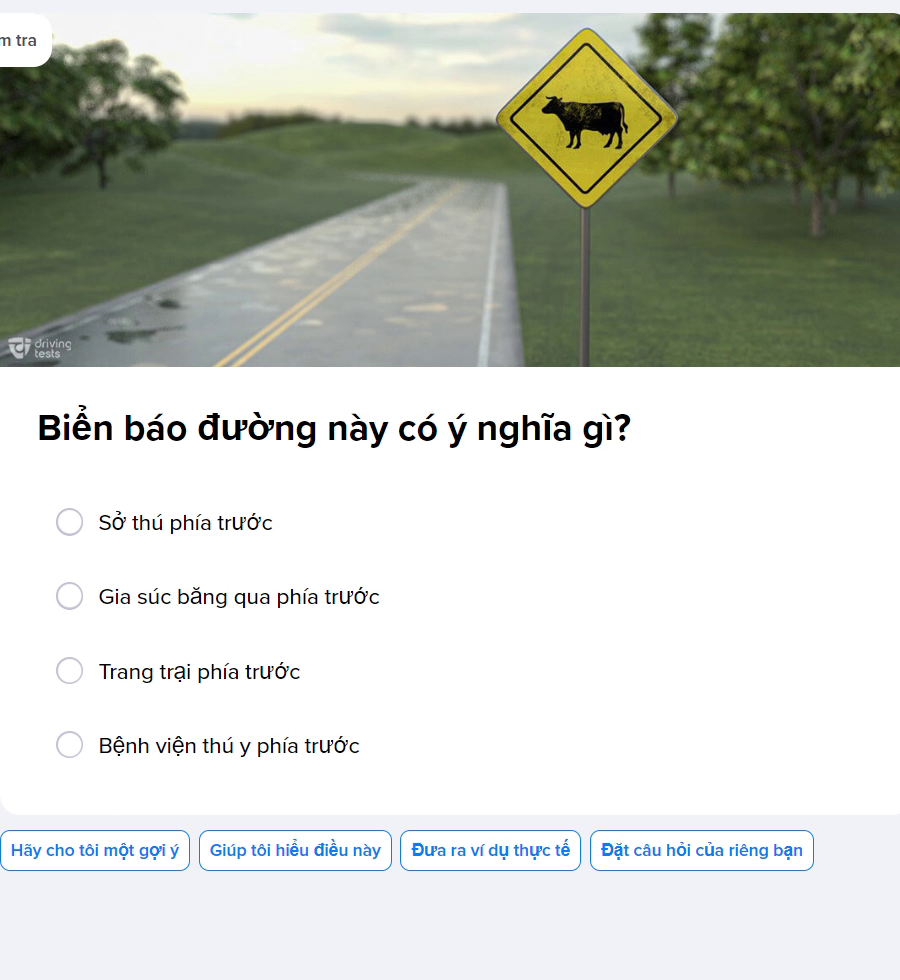 m tra
driving
tests
Biển báo đường này có ý nghĩa gì?
Sở thú phía trước
Gia súc băng qua phía trước
Trang trại phía trước
Bệnh viện thú y phía trước
Hãy cho tôi một gợi ý
Giúp tôi hiểu điều này
Đưa ra ví dụ thực tế
Đặt câu hỏi của riêng bạn